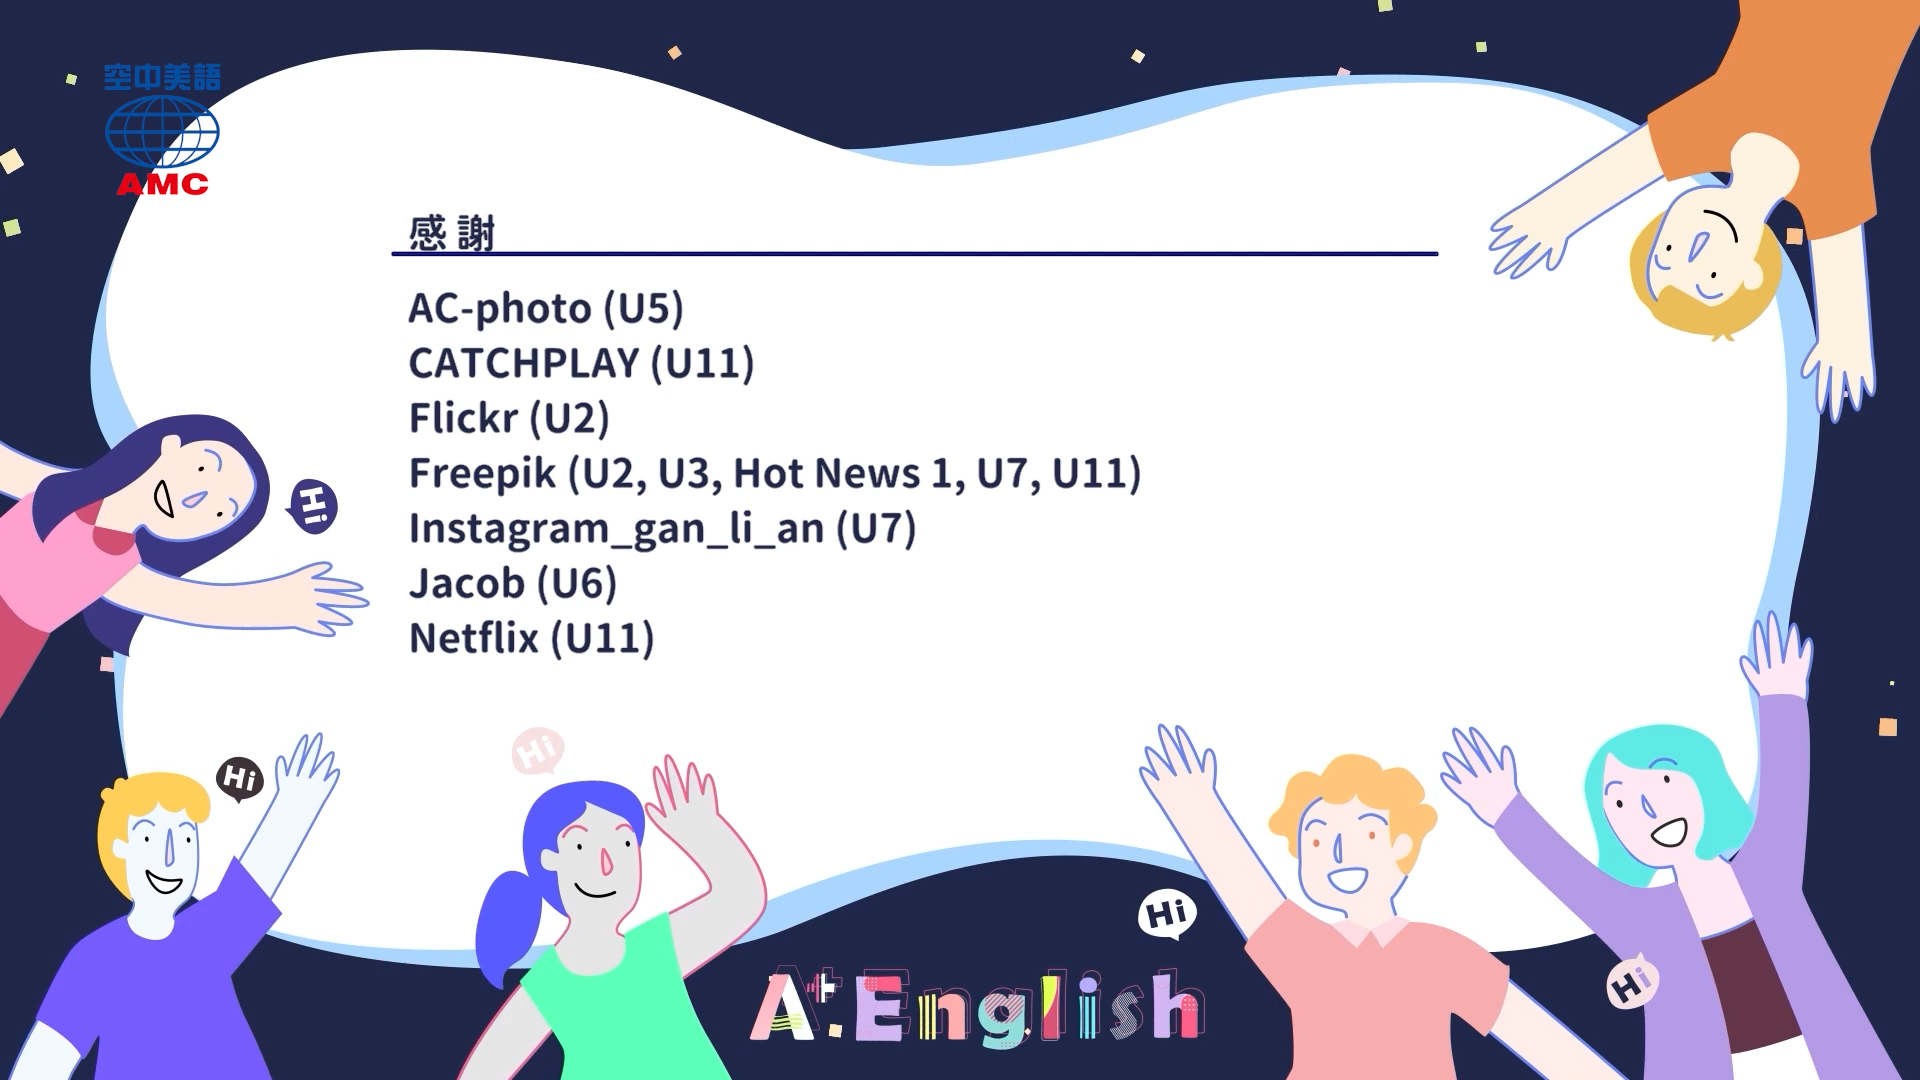 空中美語
AMC
感謝
AC-photo (U5)
CATCHPLAY (U11)
Flickr (U2)
Freepik (U2, U3, Hot News 1, U7, U11)
Instagram_gan_li_an (U7)
Jacob (U6)
Netflix (U11)
Hi
Hi
Hi
Hi
Hi
A+ English